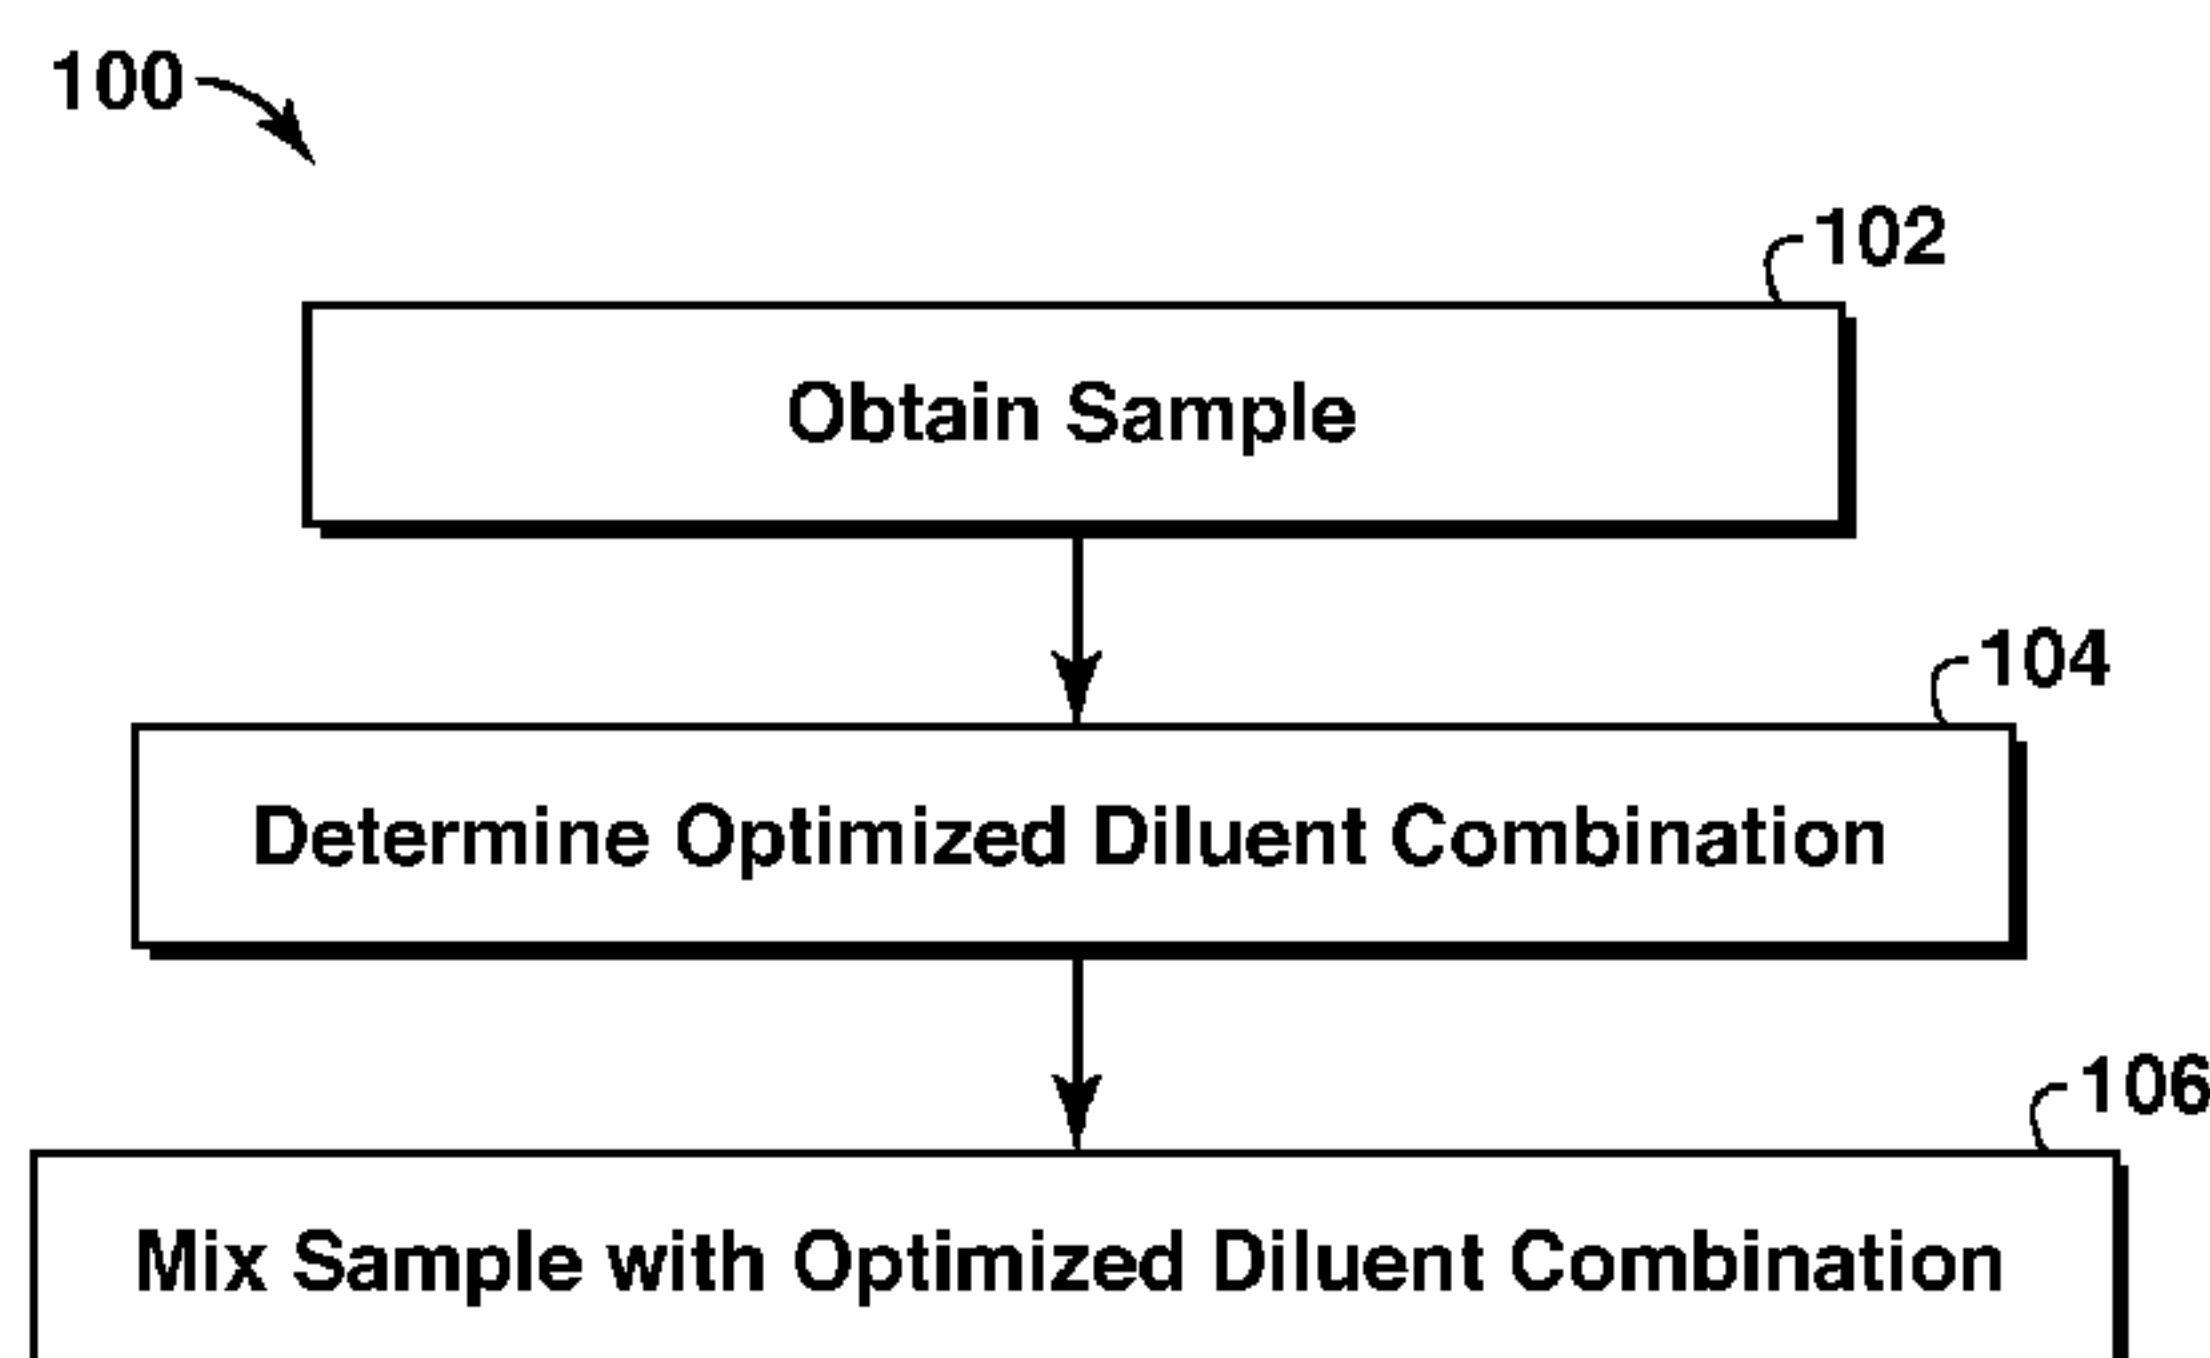 100
102
Obtain Sample
104
Determine Optimized Diluent Combination
106
Mix Sample with Optimized Diluent Combination